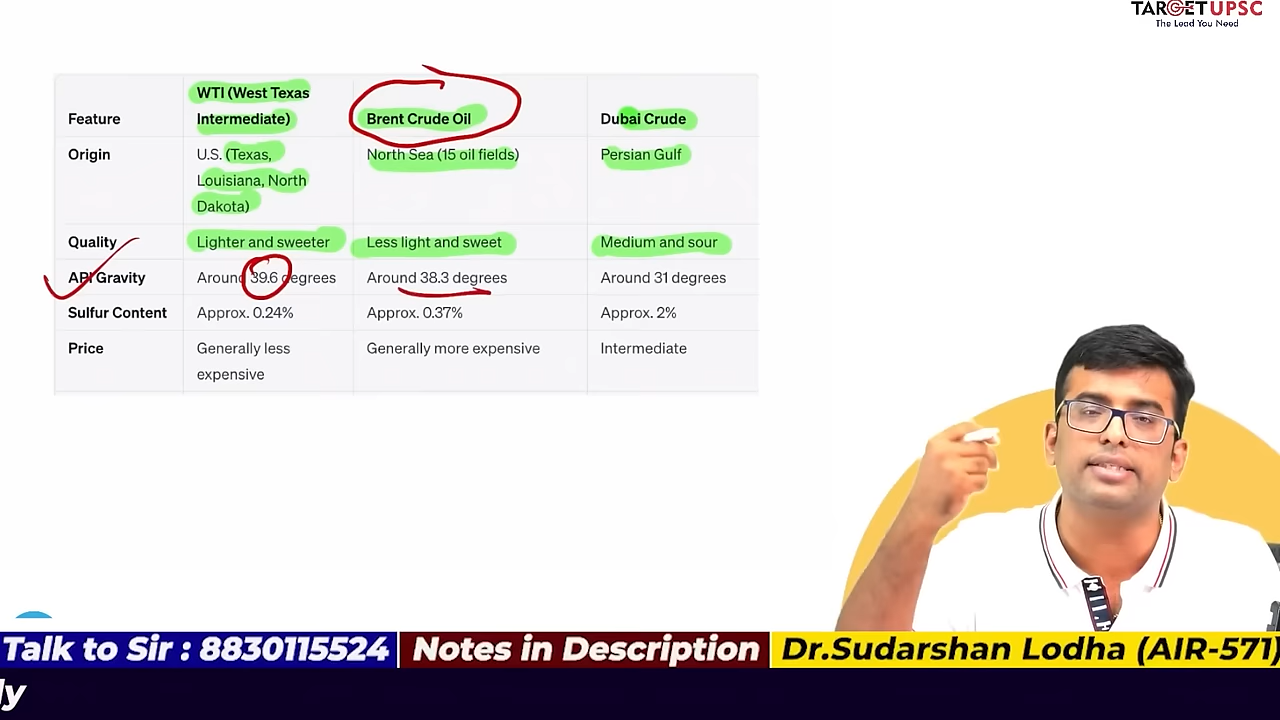 TARGETUPSC
The Lead You Need
Feature
WTI (West Texas
Intermediate)
Brent Crude Oil
Dubai Crude
Origin
U.S. (Texas,
Louisiana, North
Dakota)
North Sea (15 oil fields)
Persian Gulf
Quality
Lighter and sweeter
Less light and sweet
Medium and sour
API Gravity
Around 39.6 degrees
Around 38.3 degrees
Around 31 degrees
Sulfur Content
Approx. 0.24%
Approx. 0.37%
Approx. 2%
Price
Generally less
expensive
Generally more expensive
Intermediate
Talk to Sir : 8830115524
Notes in Description
Dr.Sudarshan Lodha (AIR-571)